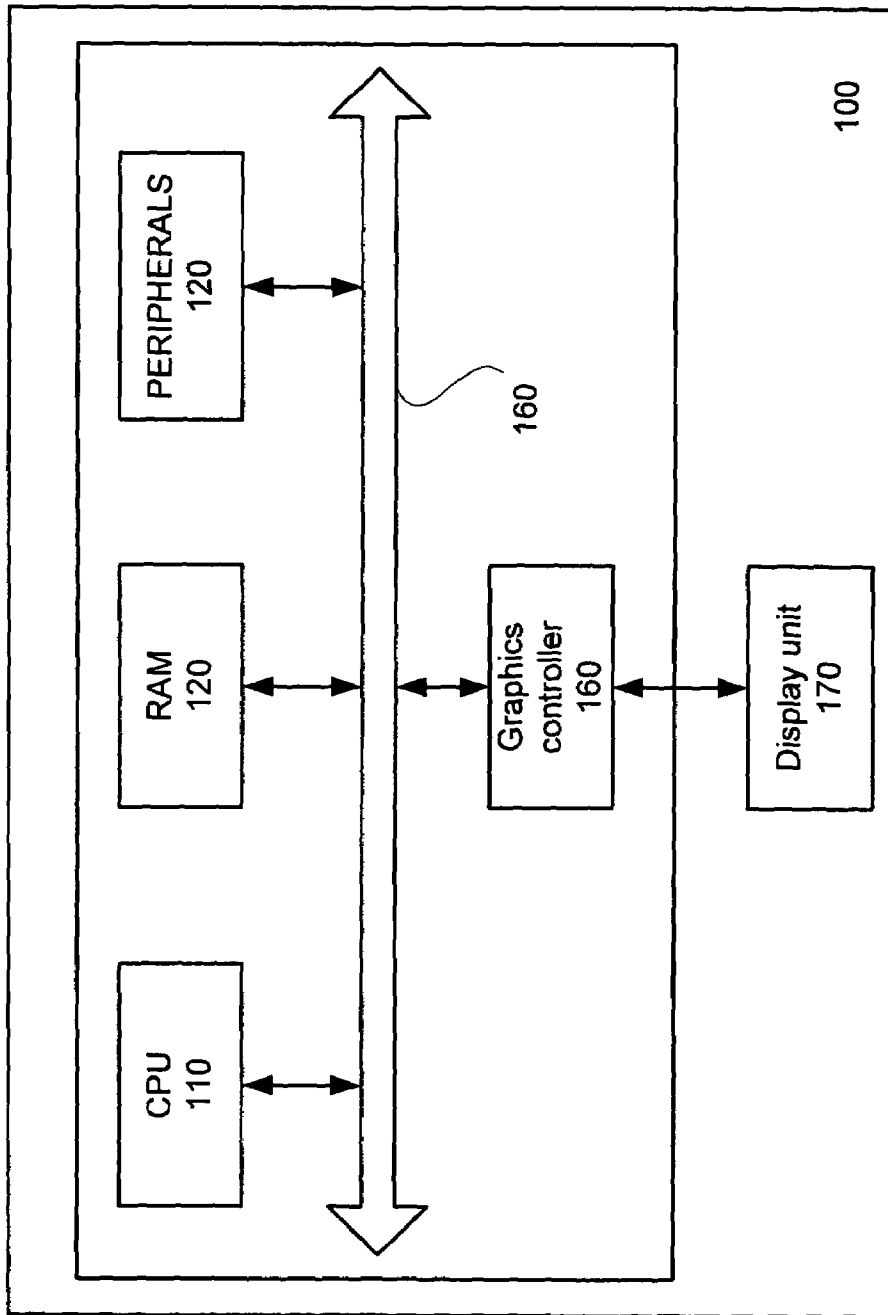 CPU
110
RAM
120
PERIPHERALS
120
160
Graphics
controller
160
Display unit
170
100